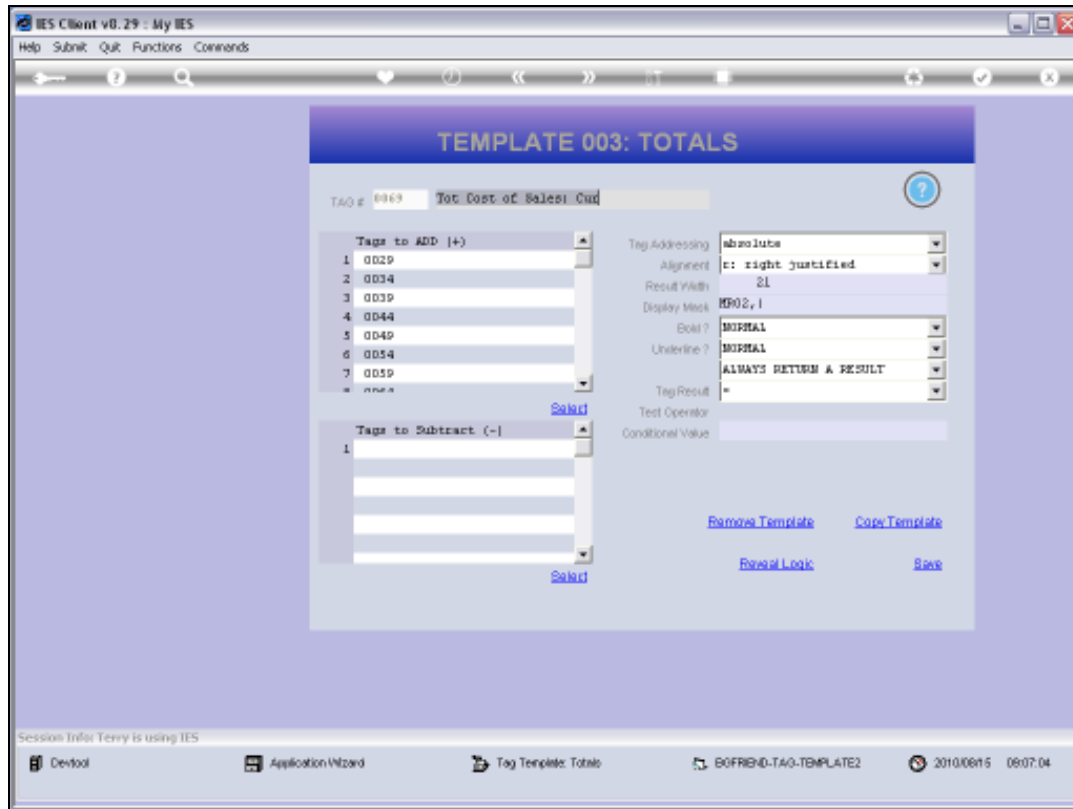 IES Client v8.29 : My IES
Help Submit Quit Functions Commands
TEMPLATE 003: TOTALS
TAG # 0069 Tot Cost of Sales: Cur
Tags to ADD (+)
1 0029
2 0034
3 0039
4 0044
5 0049
6 0054
7 0059
8 0064
Select
Tags to Subtract (-)
1
Select
Tag Addressing absolute
Alignment r: right justified
Result Width 21
Display Mask MR02,|
Bold ? NORMAL
Underline ? NORMAL
ALWAYS RETURN A RESULT
Tag Result =
Test Operator
Conditional Value
Remove Template Copy Template
Reveal Logic Save
Session Info: Terry is using IES
Devtool Application Wizard Tag Template: Totals BGFRIEND-TAG-TEMPLATE2 2010/08/15 09:07:04